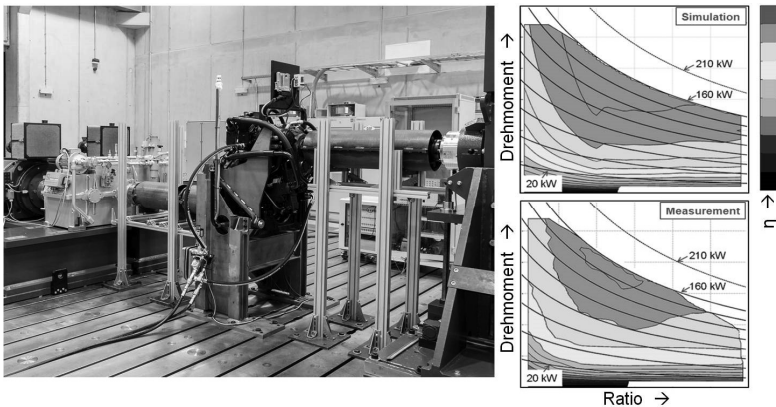 Simulation
Drehmoment →
210 kW
160 kW
20 kW
η →
Measurement
Drehmoment →
210 kW
160 kW
20 kW
Ratio →